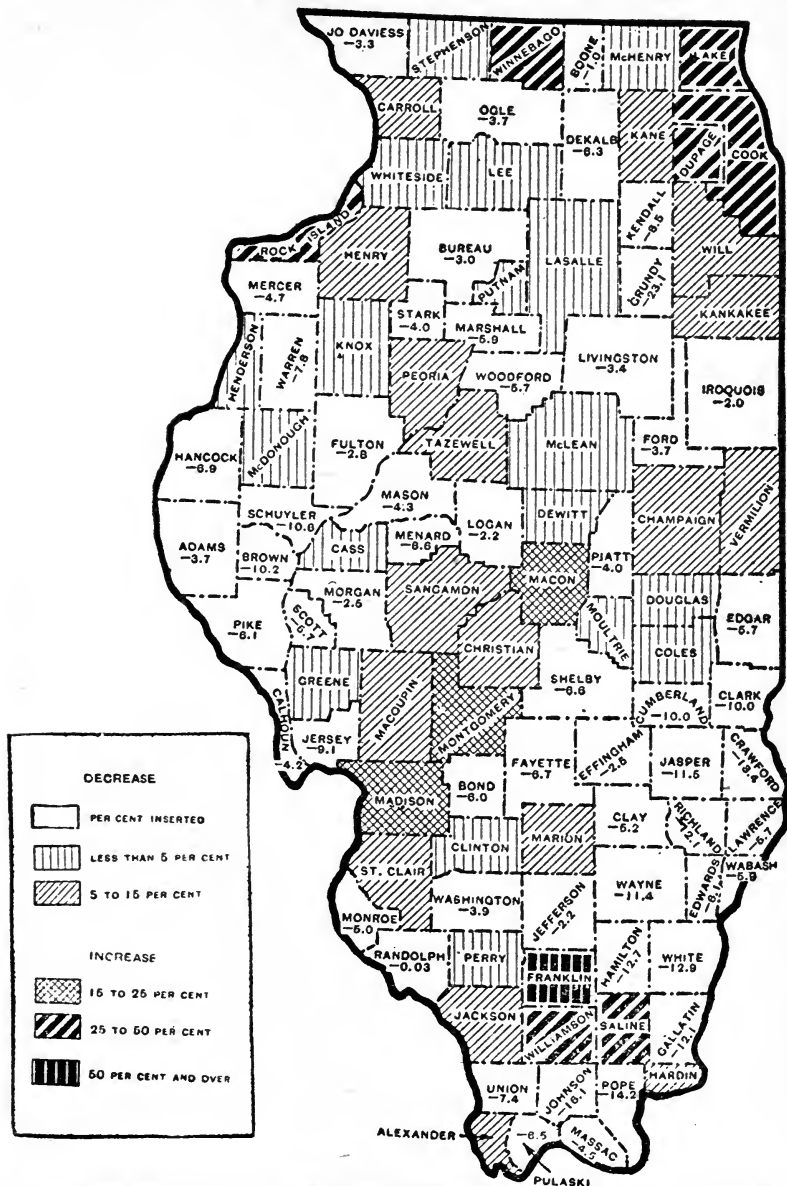 JO DAVIESS
-3.3
STEPHENSON
WINNEBAGO
BOONE
-7.0
McHENRY
LAKE
CARROLL
OGLE
-3.7
DEKALB
-6.3
KANE
DUPAGE
COOK
WHITESIDE
LEE
KENDALL
-8.5
WILL
ROCK ISLAND
HENRY
BUREAU
-3.0
PUTNAM
LASALLE
GRUNDY
-23.1
KANKAKEE
MERCER
-4.7
STARK
-4.0
MARSHALL
-5.9
HENDERSON
WARREN
-7.8
KNOX
PEORIA
WOODFORD
-5.7
LIVINGSTON
-3.4
IROQUOIS
-2.0
HANCOCK
-6.9
McDONOUGH
FULTON
-2.8
TAZEWELL
McLEAN
FORD
-3.7
SCHUYLER
-10.6
MASON
-4.3
LOGAN
-2.2
DEWITT
CHAMPAIGN
VERMILION
ADAMS
-3.7
BROWN
-10.2
CASS
MENARD
-8.6
PIATT
-4.0
MACON
MORGAN
-2.5
SANGAMON
DOUGLAS
EDGAR
-5.7
PIKE
-6.1
SCOTT
-6.7
CHRISTIAN
MOULTRIE
COLES
GREENE
SHELBY
-6.6
CUMBERLAND
-10.0
CLARK
-10.0
CALHOUN
-4.2
JERSEY
-9.1
MACOUPIN
MONTGOMERY
FAYETTE
-6.7
EFFINGHAM
-2.5
JASPER
-11.5
CRAWFORD
-18.4
MADISON
BOND
-6.0
CLAY
-5.2
RICHLAND
-12.1
LAWRENCE
-5.7
CLINTON
MARION
WABASH
-5.9
ST. CLAIR
WASHINGTON
-3.9
JEFFERSON
-2.2
WAYNE
-11.4
EDWARDS
-6.1
MONROE
-5.0
RANDOLPH
-0.03
PERRY
FRANKLIN
HAMILTON
-12.7
WHITE
-12.9
JACKSON
WILLIAMSON
SALINE
GALLATIN
-12.1
UNION
-7.4
JOHNSON
-16.1
POPE
-14.2
HARDIN
ALEXANDER
-6.5
MASSAC
-4.5
PULASKI
DECREASE
PER CENT INSERTED
LESS THAN 5 PER CENT
5 TO 15 PER CENT
INCREASE
15 TO 25 PER CENT
25 TO 50 PER CENT
50 PER CENT AND OVER